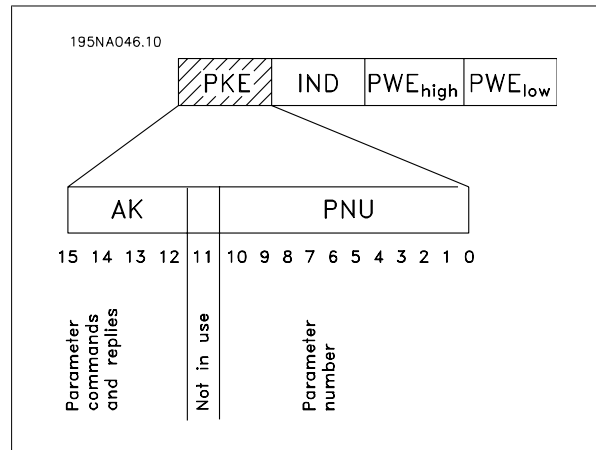 195NA046.10
PKE IND PWEhigh PWElow
AK PNU
15 14 13 12 11 10 9 8 7 6 5 4 3 2 1 0
Parameter
commands
and replies
Not in use
Parameter
number